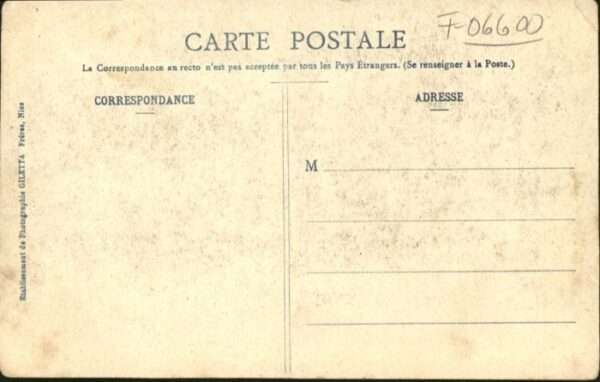 F-06600
CARTE POSTALE
La Correspondance au recto n'est pas acceptée par tous les Pays Étrangers. (Se renseigner à la Poste.)
CORRESPONDANCE
ADRESSE
M
Etablissement de Photographie GILETTA Frères, Nice